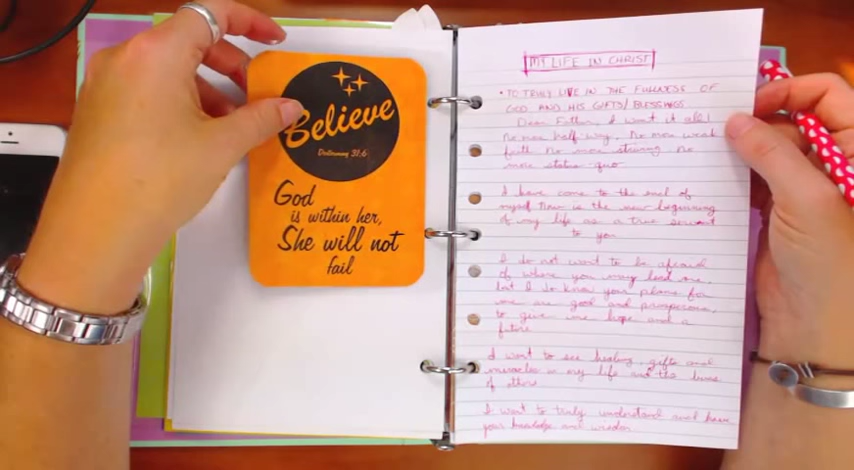 Believe
Deuteronomy 31:6
God
is within her,
She will not
fail
MY LIFE IN CHRIST
• TO TRULY LIVE IN THE FULLNESS OF
GOD AND HIS GIFTS/BLESSINGS
Dear Father, I want it all!
No more half-way. No more weak
faith. No more striving. No
more status-quo
I have come to the end of
myself. Now is the new beginning
of my life as a true servant
to you
I do not want to be afraid
of where you may lead me,
but I do know your plans for
me are good and prosperous,
to give me hope and a
future
I want to see healing, gifts and
miracles in my life and the lives
of others
I want to truly understand and have
your knowledge and wisdom